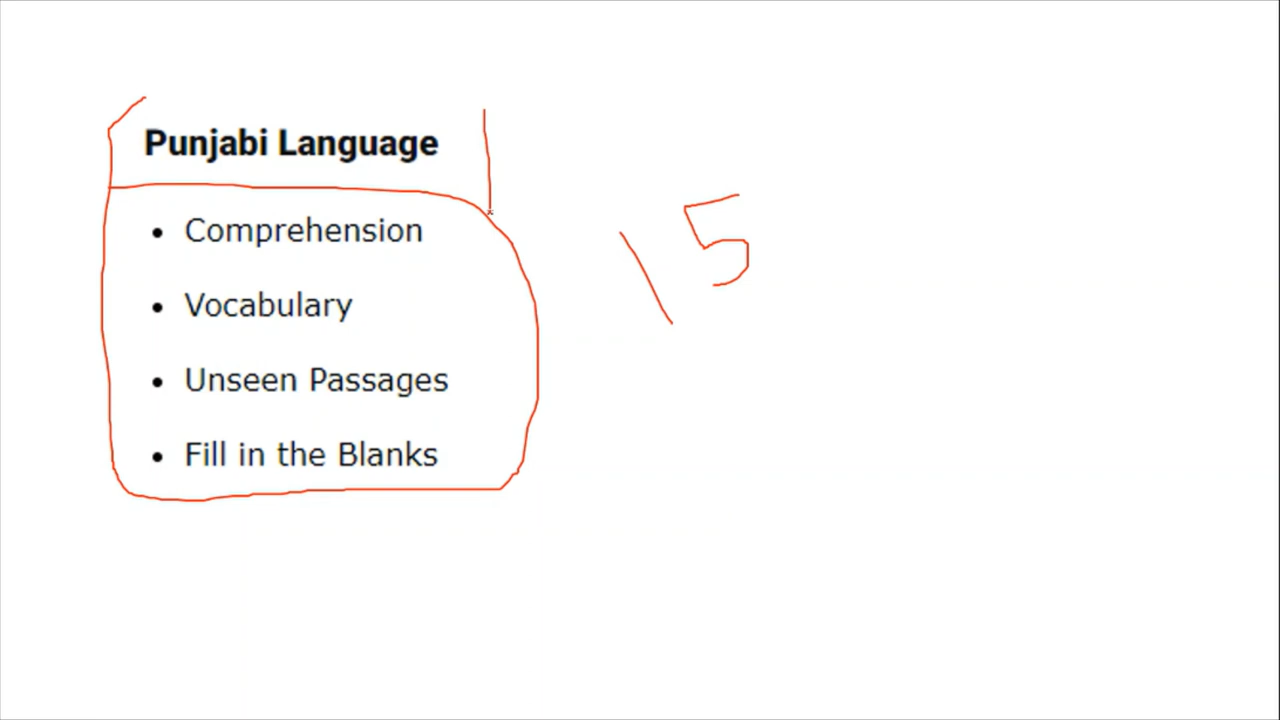 Punjabi Language
• Comprehension
15
• Vocabulary
• Unseen Passages
• Fill in the Blanks